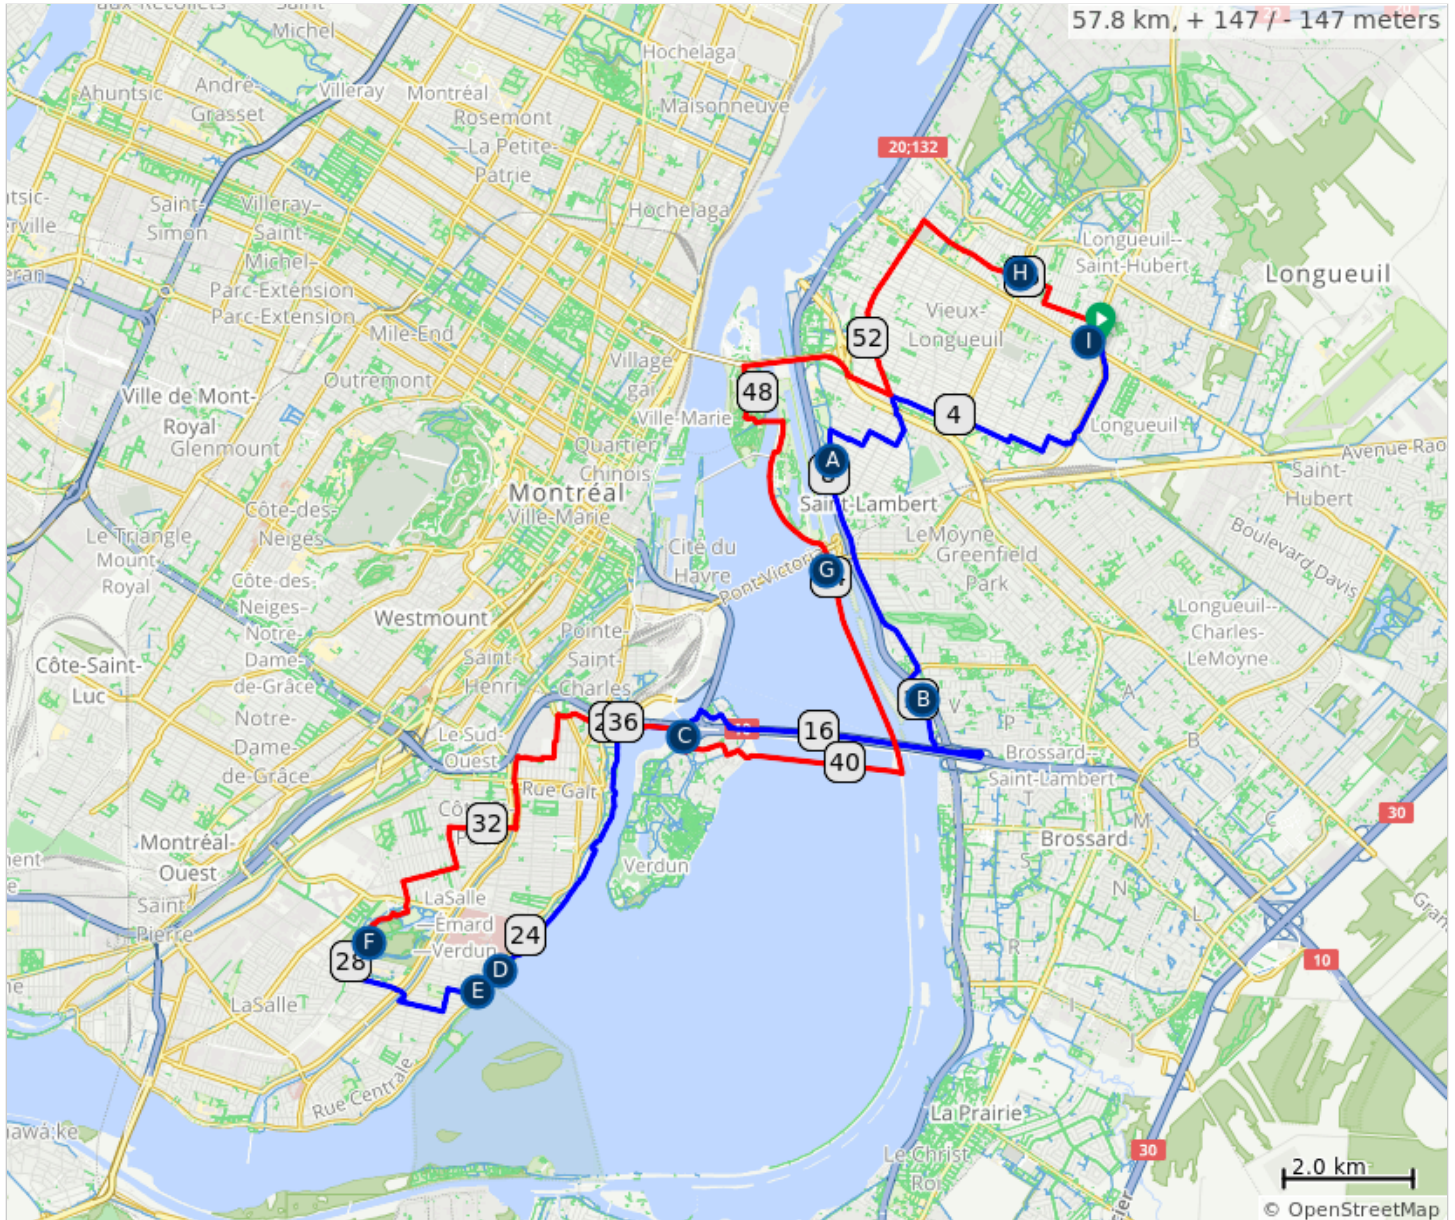 57.8 km, + 147 / - 147 meters
Saint-
Michel
Hochelaga
Ahuntsic
André-
Grasset
Villeray
Montréal
Rosemont
—La Petite-
Patrie
Maisonneuve
20;132
Saint-
Simon
Villeray–
Saint-
Michel–
Parc-Extension
Parc-Extension
Hochelaga
Mile-End
Longueuil--
Saint-Hubert
Longueuil
H
I
Vieux-
Longueuil
52
Village
gai
Outremont
Ville de Mont-
Royal
Glenmount
48
Ville-Marie
4
Longueuil
Quartier
Chinois
Avenue Rao
Saint-
Hubert
A
Montréal
Ville-Marie
Côte-des-
Neiges
Saint-Lambert
Le Triangle
Mount-
Royal
Cité du
Havre
LeMoyne
Greenfield
Park
Boulevard Davis
G
Pont Victoria
Côte-des-
Neiges–
Notre-
Dame-
de-Grâce
Westmount
Pointe-
Saint-
Charles
Longueuil--
Charles-
LeMoyne
Côte-Saint-
Luc
Saint-
Henri
Notre-
Dame-
de-Grâce
B
A
V
P
B
36
C
16
40
Le Sud-
Ouest
Brossard--
Saint-Lambert
T
Rue Galt
32
30
Brossard
M
C
S
Montréal-
Ouest
Verdun
N
L
LaSalle
—Émard
—Verdun
Saint
Pierre
24
F
28
D
E
R
10
LaSalle
I
J
Rue Centrale
La Prairie
30
Le Christ
Roi
2.0 km
© OpenStreetMap